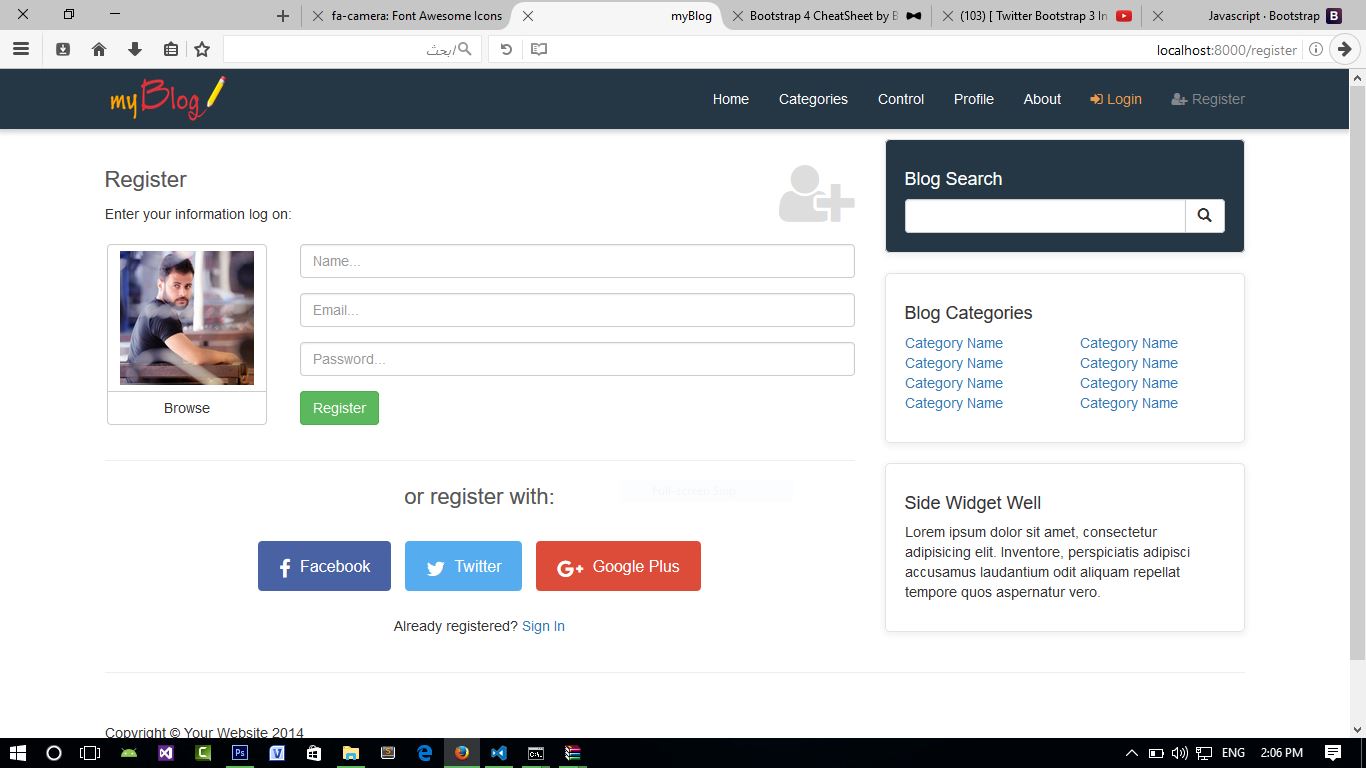 fa-camera: Font Awesome Icons
myBlog
Bootstrap 4 CheatSheet by B
(103) [ Twitter Bootstrap 3 In
Javascript · Bootstrap
ابحث
localhost:8000/register
myBlog
Home
Categories
Control
Profile
About
Login
Register
Register
Enter your information log on:
Name...
Email...
Password...
Browse
Register
or register with:
Full-screen Snip
Facebook
Twitter
Google Plus
Already registered? Sign In
Blog Search
Blog Categories
Category Name Category Name
Category Name Category Name
Category Name Category Name
Category Name Category Name
Side Widget Well
Lorem ipsum dolor sit amet, consectetur
adipisicing elit. Inventore, perspiciatis adipisci
accusamus laudantium odit aliquam repellat
tempore quos aspernatur vero.
Copyright © Your Website 2014
ENG
2:06 PM